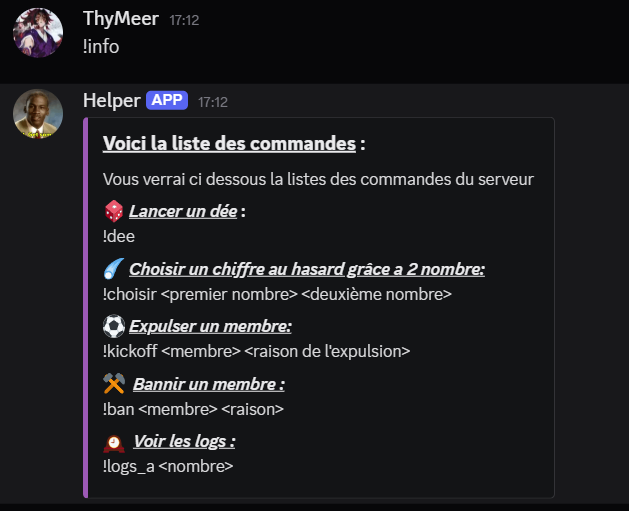 ThyMeer 17:12
!info
Helper APP 17:12
Voici la liste des commandes :
Vous verrai ci dessous la listes des commandes du serveur
Lancer un dée :
!dee
Choisir un chiffre au hasard grâce a 2 nombre:
!choisir <premier nombre> <deuxième nombre>
Expulser un membre:
!kickoff <membre> <raison de l'expulsion>
Bannir un membre :
!ban <membre> <raison>
Voir les logs :
!logs_a <nombre>